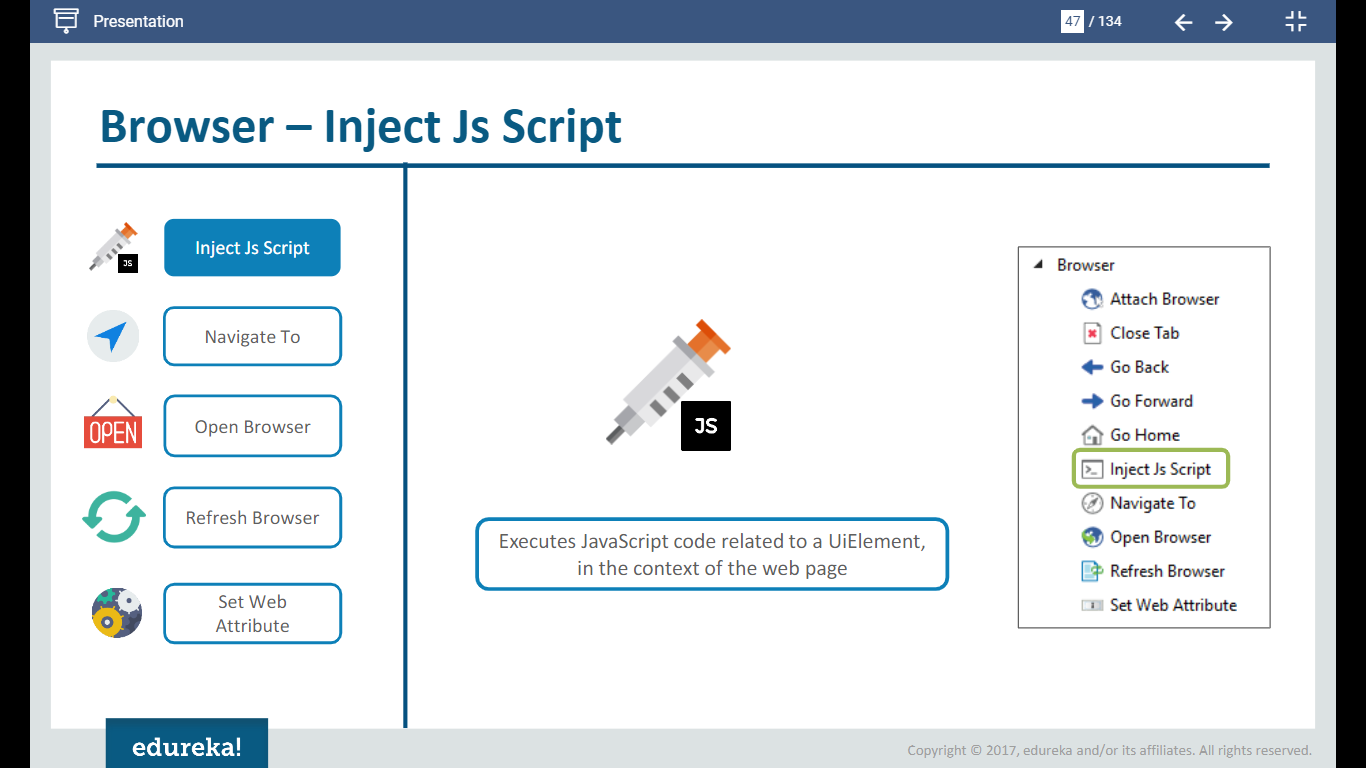 Presentation
47 / 134
Browser – Inject Js Script
JS
Inject Js Script
Navigate To
OPEN
Open Browser
Refresh Browser
Set Web
Attribute
JS
Executes JavaScript code related to a UiElement,
in the context of the web page
Browser
Attach Browser
Close Tab
Go Back
Go Forward
Go Home
Inject Js Script
Navigate To
Open Browser
Refresh Browser
Set Web Attribute
edureka!
Copyright © 2017, edureka and/or its affiliates. All rights reserved.